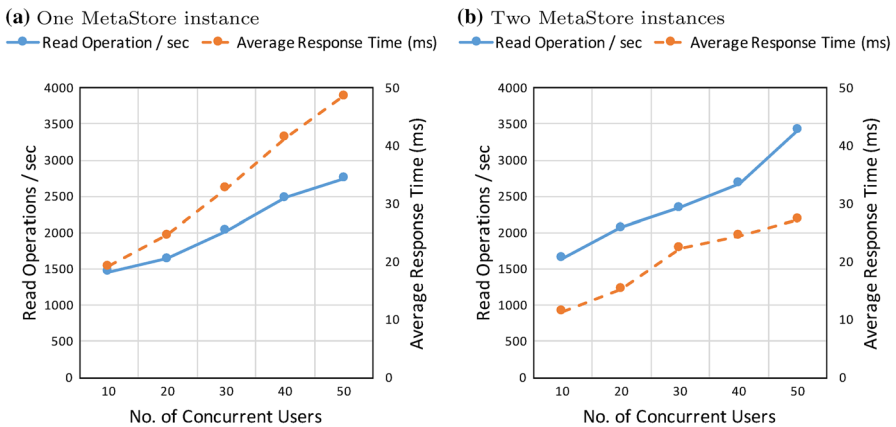 (a) One MetaStore instance
Read Operation / sec
Average Response Time (ms)
4000
3500
3000
2500
2000
1500
1000
500
0
Read Operations / sec
50
40
30
20
10
0
Average Response Time (ms)
10 20 30 40 50
No. of Concurrent Users
(b) Two MetaStore instances
Read Operation / sec
Average Response Time (ms)
4000
3500
3000
2500
2000
1500
1000
500
0
Read Operations / sec
50
40
30
20
10
0
Average Response Time (ms)
10 20 30 40 50
No. of Concurrent Users